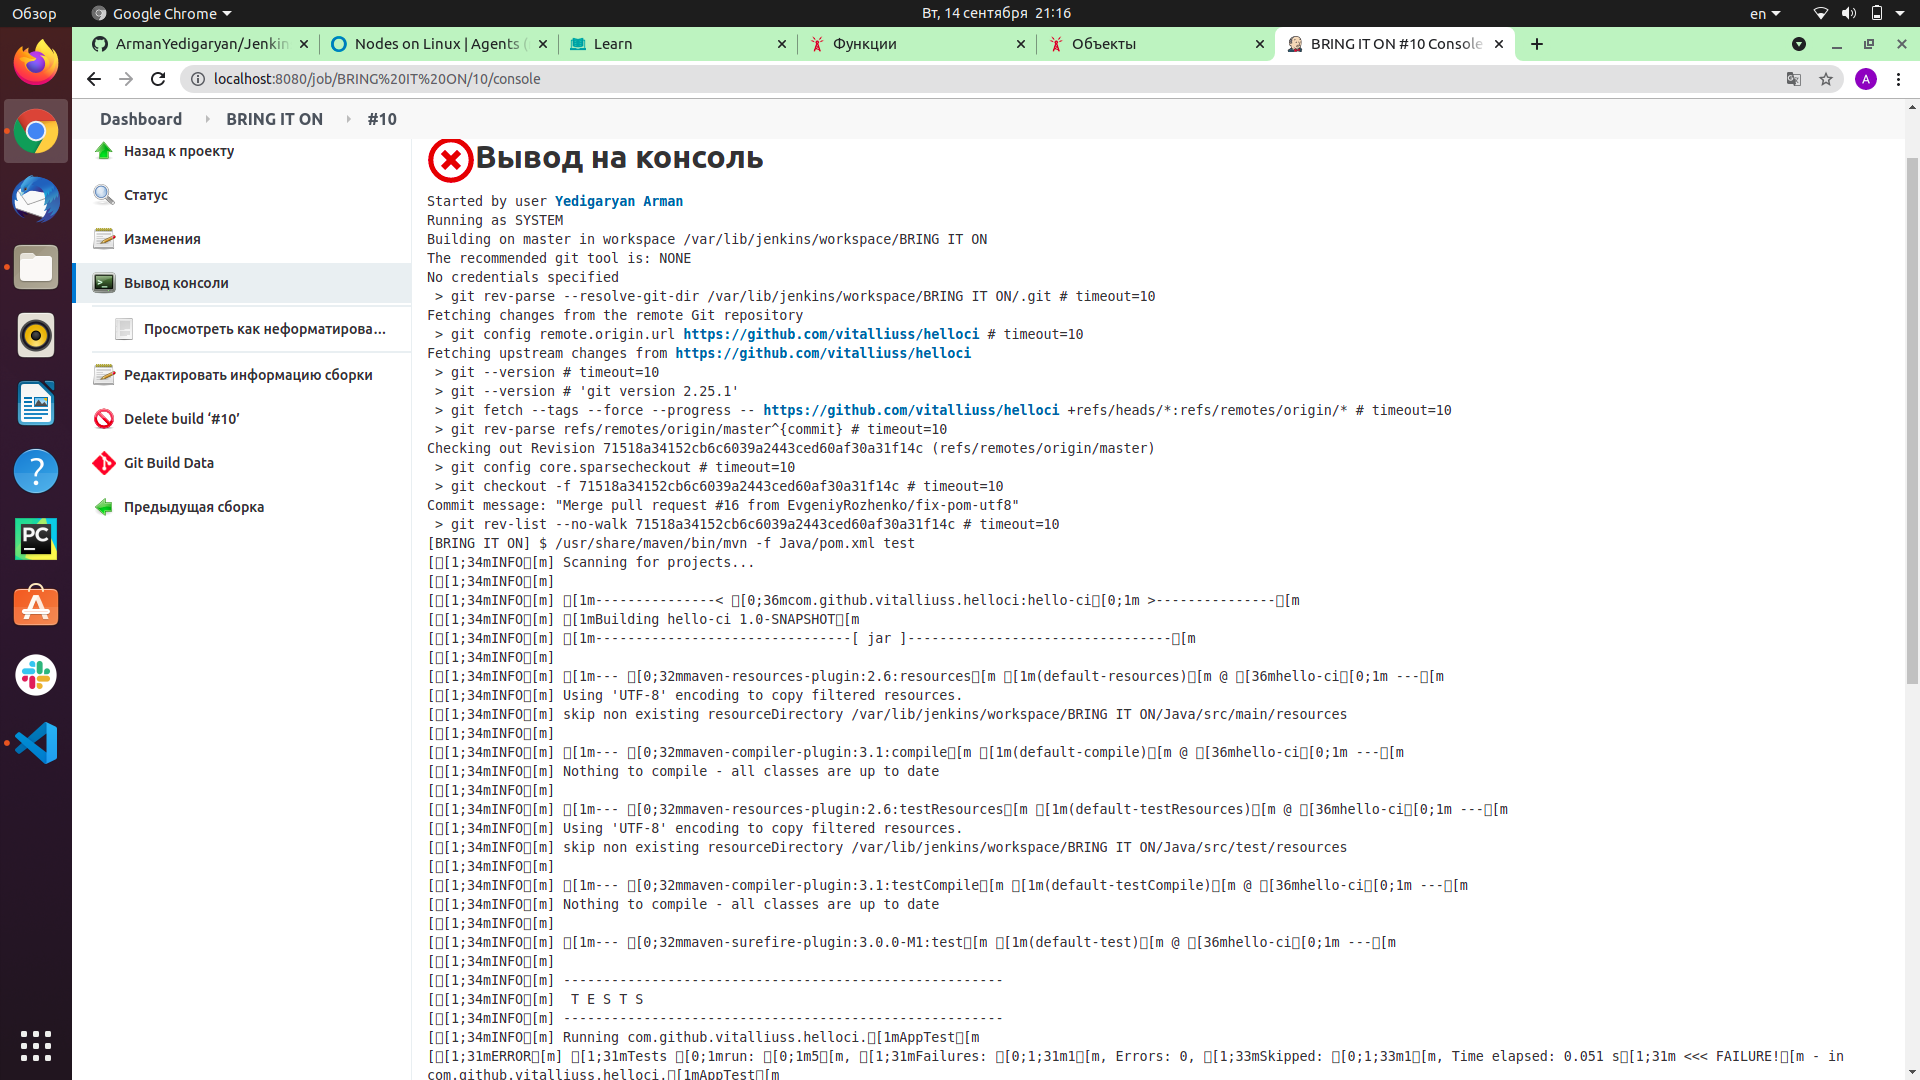 Обзор
Google Chrome
Вт, 14 сентября 21:16
en
ArmanYedigaryan/Jenkin
Nodes on Linux | Agents (
Learn
Функции
Объекты
BRING IT ON #10 Console
localhost:8080/job/BRING%20IT%20ON/10/console
A
Dashboard
BRING IT ON
#10
Назад к проекту
Статус
Изменения
Вывод консоли
Просмотреть как неформатирова...
Редактировать информацию сборки
Delete build ‘#10’
Git Build Data
Предыдущая сборка
PC
Вывод на консоль
Started by user Yedigaryan Arman
Running as SYSTEM
Building on master in workspace /var/lib/jenkins/workspace/BRING IT ON
The recommended git tool is: NONE
No credentials specified
> git rev-parse --resolve-git-dir /var/lib/jenkins/workspace/BRING IT ON/.git # timeout=10
Fetching changes from the remote Git repository
> git config remote.origin.url https://github.com/vitalliuss/helloci # timeout=10
Fetching upstream changes from https://github.com/vitalliuss/helloci
> git --version # timeout=10
> git --version # 'git version 2.25.1'
> git fetch --tags --force --progress -- https://github.com/vitalliuss/helloci +refs/heads/*:refs/remotes/origin/* # timeout=10
> git rev-parse refs/remotes/origin/master^{commit} # timeout=10
Checking out Revision 71518a34152cb6c6039a2443ced60af30a31f14c (refs/remotes/origin/master)
> git config core.sparsecheckout # timeout=10
> git checkout -f 71518a34152cb6c6039a2443ced60af30a31f14c # timeout=10
Commit message: "Merge pull request #16 from EvgeniyRozhenko/fix-pom-utf8"
> git rev-list --no-walk 71518a34152cb6c6039a2443ced60af30a31f14c # timeout=10
[BRING IT ON] $ /usr/share/maven/bin/mvn -f Java/pom.xml test
[□[1;34mINFO□[m] Scanning for projects...
[□[1;34mINFO□[m]
[□[1;34mINFO□[m] □[1m---------------< □[0;36mcom.github.vitalliuss.helloci:hello-ci□[0;1m >---------------□[m
[□[1;34mINFO□[m] □[1mBuilding hello-ci 1.0-SNAPSHOT□[m
[□[1;34mINFO□[m] □[1m--------------------------------[ jar ]---------------------------------□[m
[□[1;34mINFO□[m]
[□[1;34mINFO□[m] □[1m--- □[0;32mmaven-resources-plugin:2.6:resources□[m □[1m(default-resources)□[m @ □[36mhello-ci□[0;1m ---□[m
[□[1;34mINFO□[m] Using 'UTF-8' encoding to copy filtered resources.
[□[1;34mINFO□[m] skip non existing resourceDirectory /var/lib/jenkins/workspace/BRING IT ON/Java/src/main/resources
[□[1;34mINFO□[m]
[□[1;34mINFO□[m] □[1m--- □[0;32mmaven-compiler-plugin:3.1:compile□[m □[1m(default-compile)□[m @ □[36mhello-ci□[0;1m ---□[m
[□[1;34mINFO□[m] Nothing to compile - all classes are up to date
[□[1;34mINFO□[m]
[□[1;34mINFO□[m] □[1m--- □[0;32mmaven-resources-plugin:2.6:testResources□[m □[1m(default-testResources)□[m @ □[36mhello-ci□[0;1m ---□[m
[□[1;34mINFO□[m] Using 'UTF-8' encoding to copy filtered resources.
[□[1;34mINFO□[m] skip non existing resourceDirectory /var/lib/jenkins/workspace/BRING IT ON/Java/src/test/resources
[□[1;34mINFO□[m]
[□[1;34mINFO□[m] □[1m--- □[0;32mmaven-compiler-plugin:3.1:testCompile□[m □[1m(default-testCompile)□[m @ □[36mhello-ci□[0;1m ---□[m
[□[1;34mINFO□[m] Nothing to compile - all classes are up to date
[□[1;34mINFO□[m]
[□[1;34mINFO□[m] □[1m--- □[0;32mmaven-surefire-plugin:3.0.0-M1:test□[m □[1m(default-test)□[m @ □[36mhello-ci□[0;1m ---□[m
[□[1;34mINFO□[m]
[□[1;34mINFO□[m] -------------------------------------------------------
[□[1;34mINFO□[m]  T E S T S
[□[1;34mINFO□[m] -------------------------------------------------------
[□[1;34mINFO□[m] Running com.github.vitalliuss.helloci.□[1mAppTest□[m
[□[1;31mERROR□[m] □[1;31mTests □[0;1mrun: □[0;1m5□[m, □[1;31mFailures: □[0;1;31m1□[m, Errors: 0, □[1;33mSkipped: □[0;1;33m1□[m, Time elapsed: 0.051 s□[1;31m <<< FAILURE!□[m - in
com.github.vitalliuss.helloci.□[1mAppTest□[m